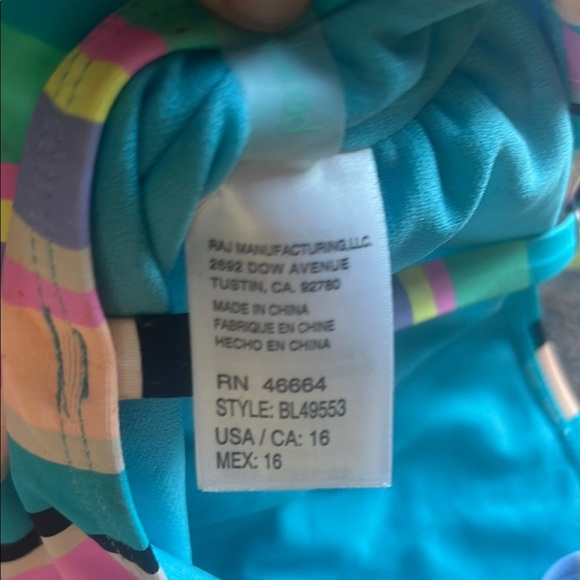 RAJ MANUFACTURING,LLC.
2692 DOW AVENUE
TUSTIN, CA. 92780
MADE IN CHINA
FABRIQUE EN CHINE
HECHO EN CHINA
RN 46664
STYLE: BL49553
USA / CA: 16
MEX: 16